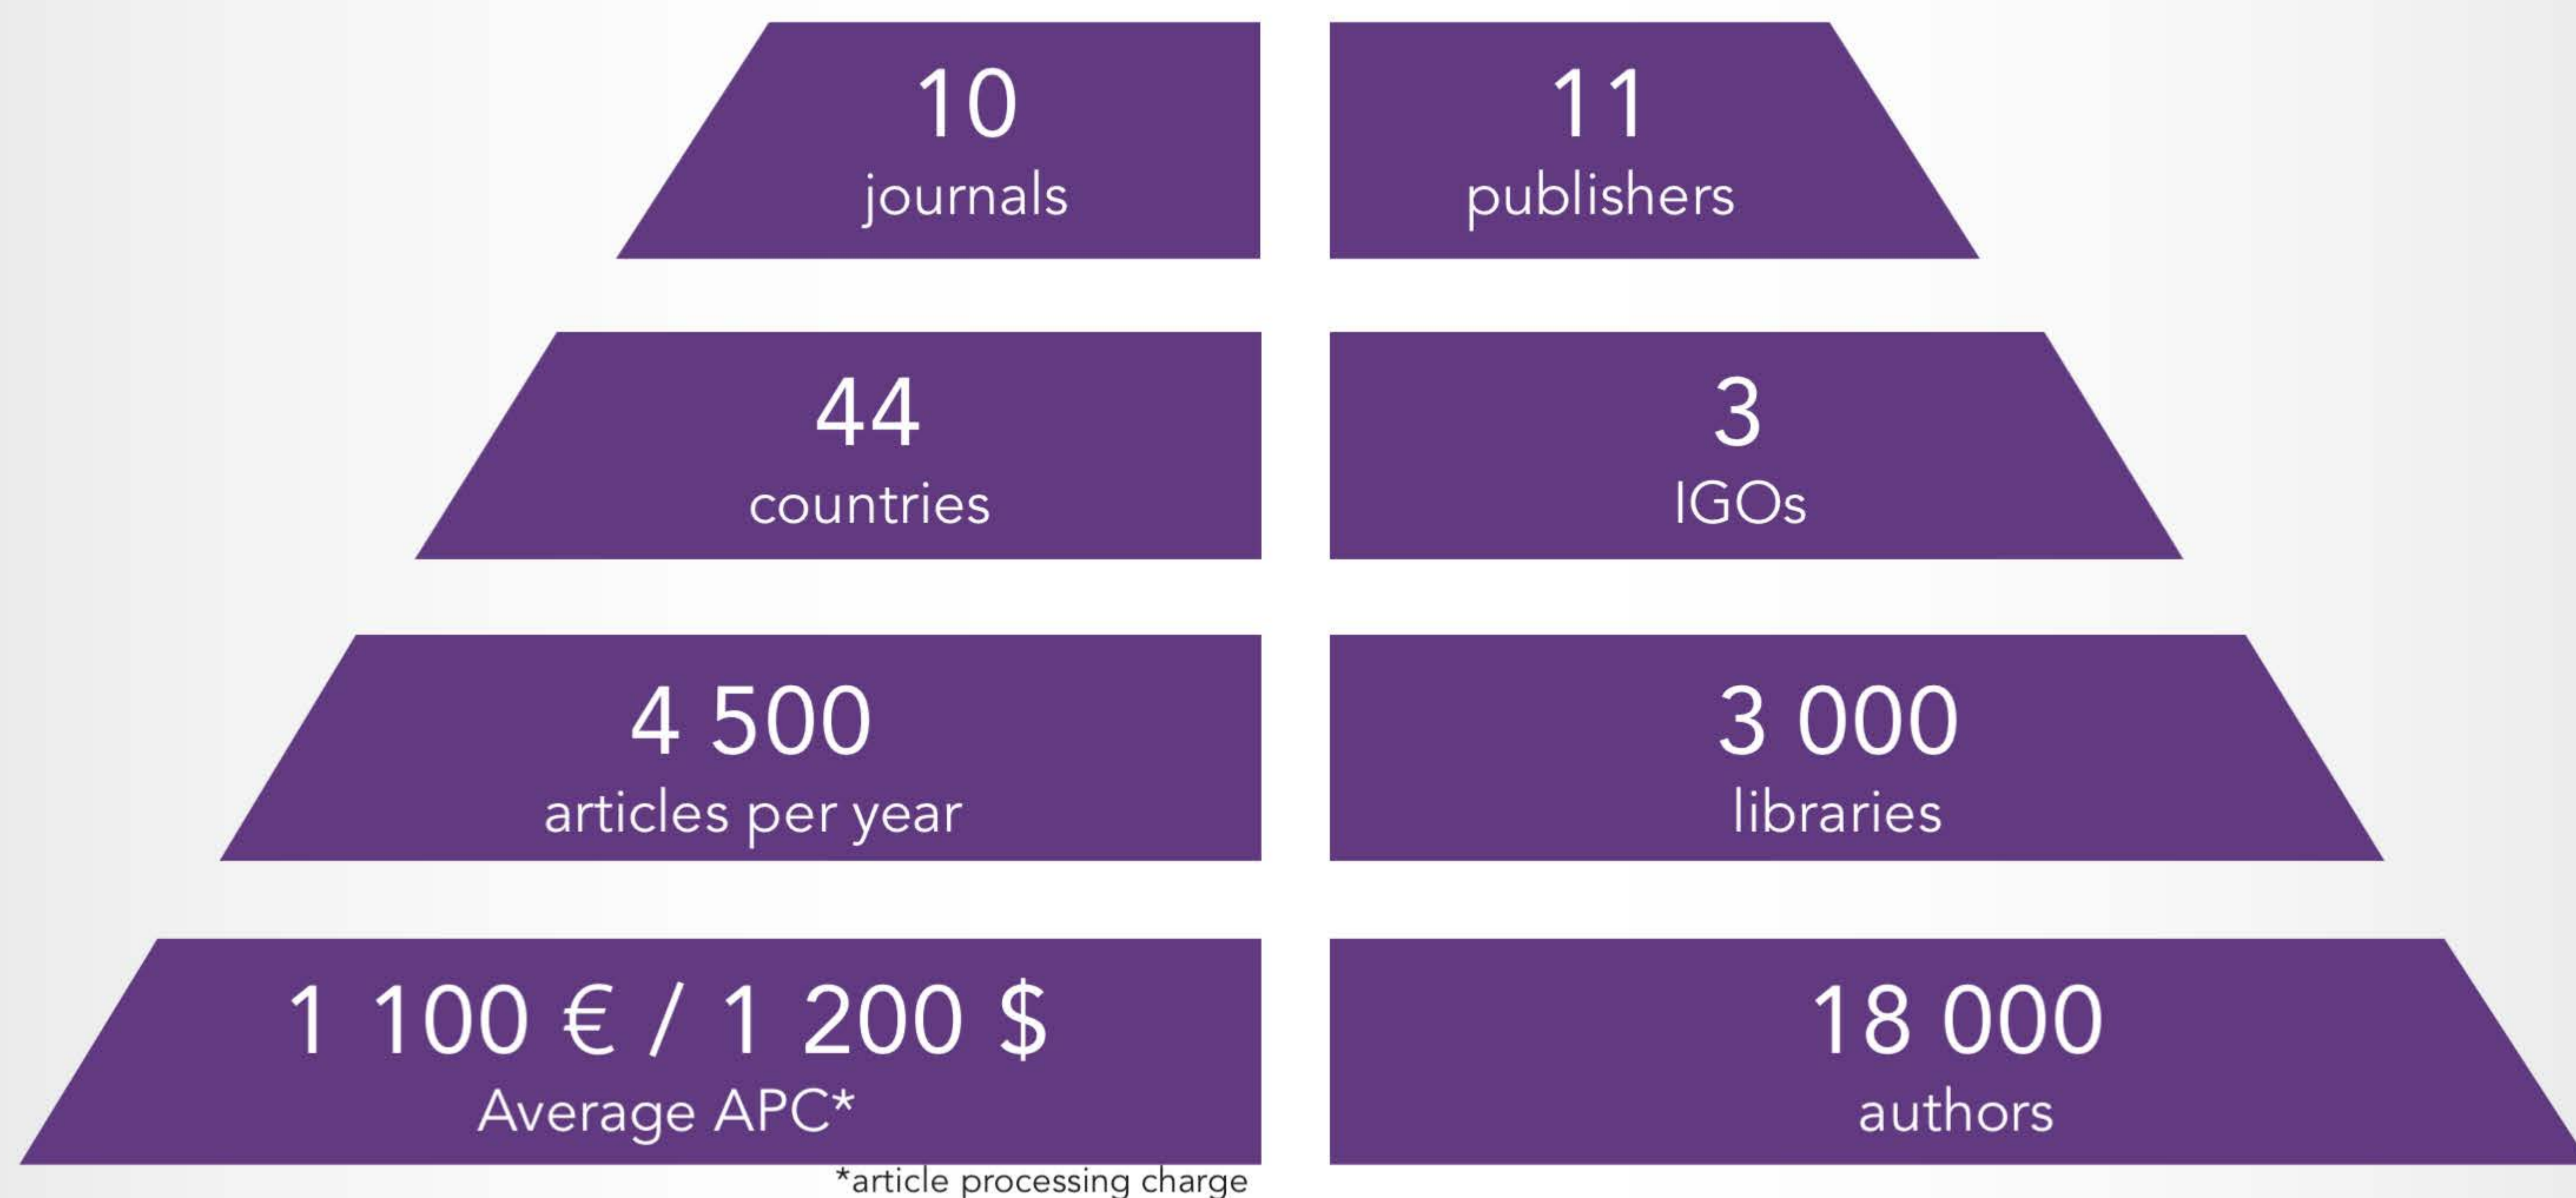 10
journals
11
publishers
44
countries
3
IGOs
4 500
articles per year
3 000
libraries
1 100 € / 1 200 $
Average APC*
18 000
authors
*article processing charge